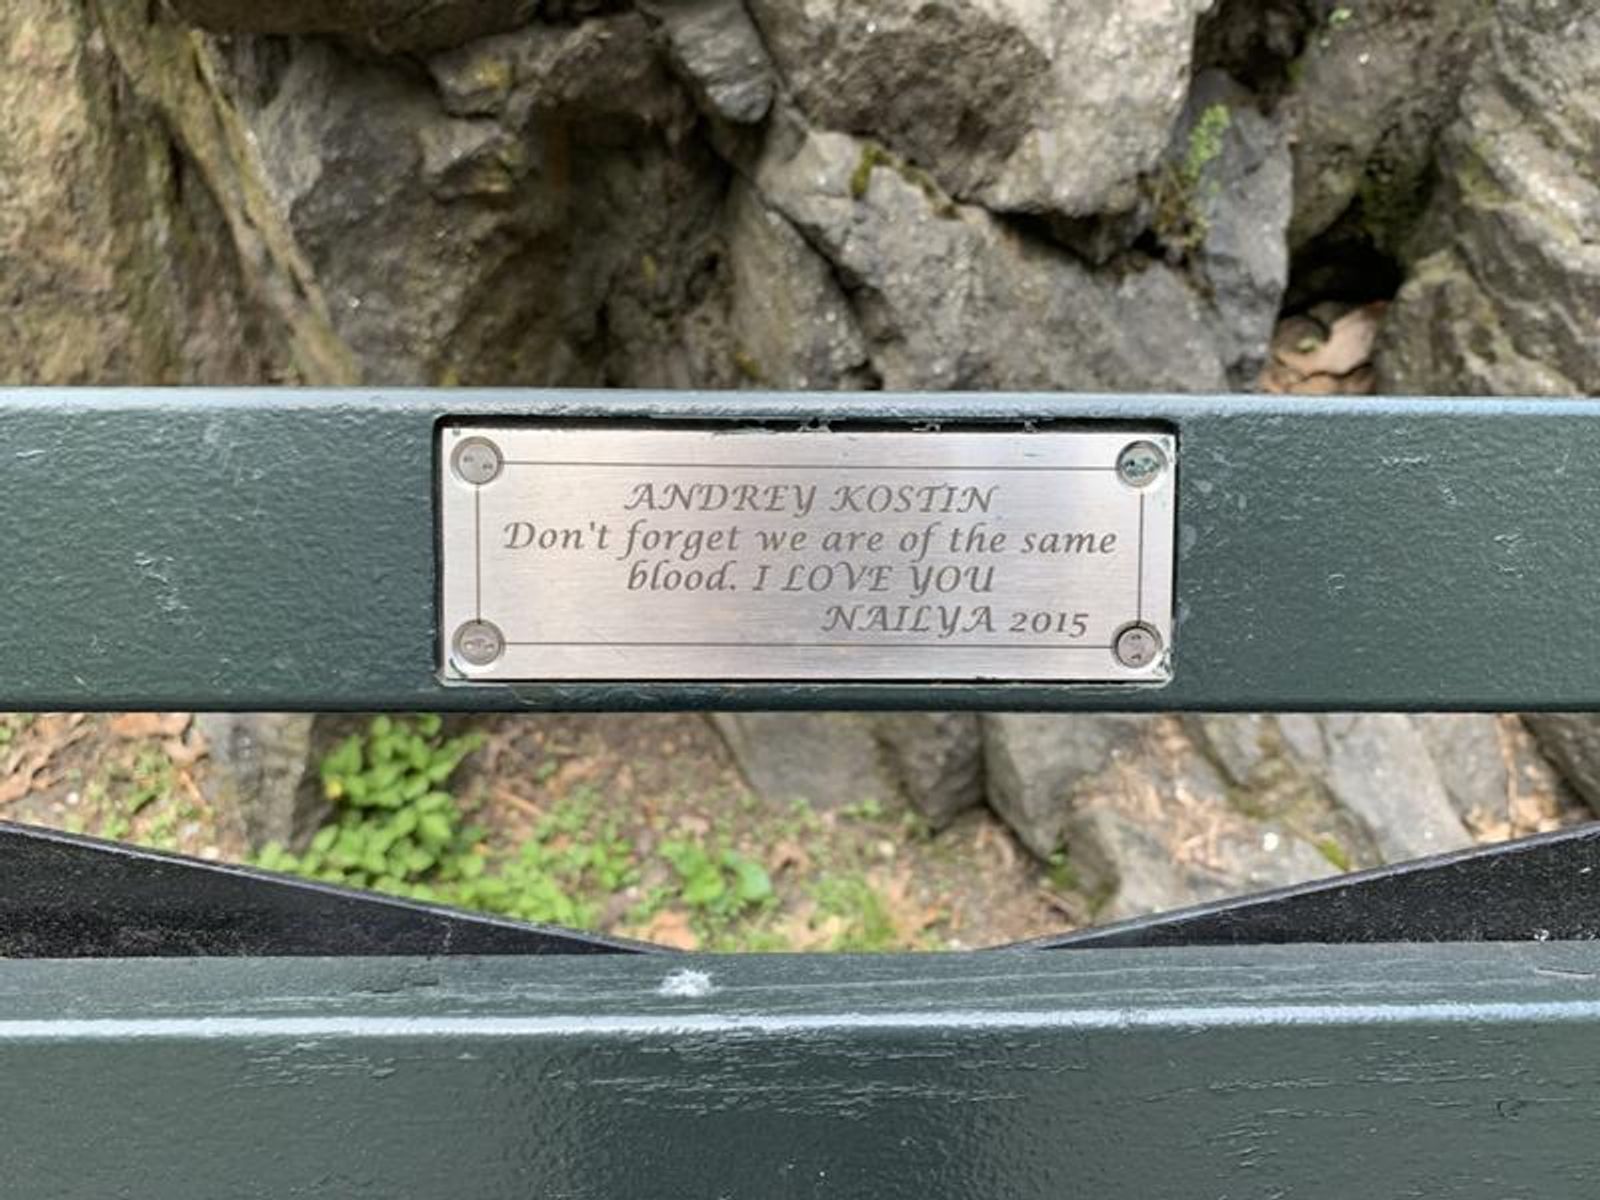 ANDREY KOSTIN
Don't forget we are of the same
blood. I LOVE YOU
NAILYA 2015